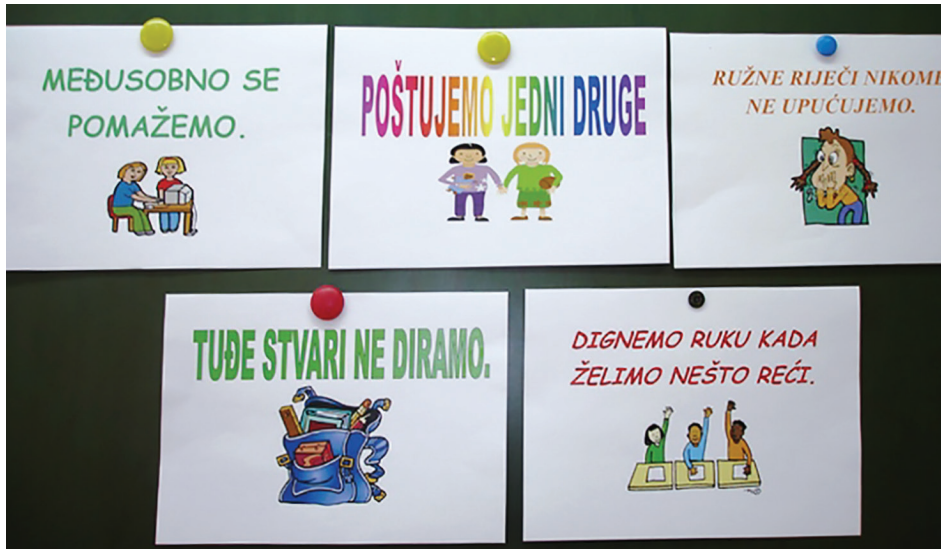 MEĐUSOBNO SE
POMAŽEMO.
POŠTUJEMO JEDNI DRUGE
RUŽNE RIJEČI NIKOME
NE UPUĆUJEMO.
TUĐE STVARI NE DIRAMO.
DIGNEMO RUKU KADA
ŽELIMO NEŠTO REĆI.